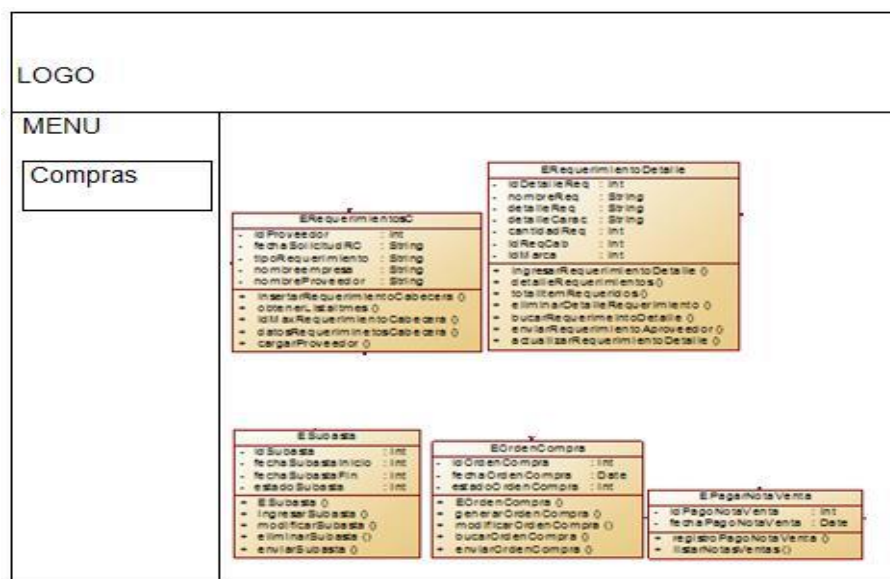 LOGO
MENU
Compras
ERequerimientosC
- idProveedor : Int
- fechaSolicitudRC : String
- tipoRequerimiento : String
- nombreempresa : String
- nombreProveedor : String
+ insertarRequerimientoCabecera ()
+ obtenerListaItmes ()
+ idMaxRequerimientoCabecera ()
+ datosRequeriminetosCabecera ()
+ cargarProveedor ()
ERequerimientoDetalle
- idDetalleReq : Int
- nombreReq : String
- detalleReq : String
- detalleCarac : String
- cantidadReq : Int
- idReqCab : Int
- idMarca : Int
+ ingresarRequerimientoDetalle ()
+ detalleRequerimientos()
+ totalItemRequeridos()
+ eliminarDetalleRequerimiento ()
+ bucarRequerimeintoDetalle ()
+ enviarRequerimientoAproveedor ()
+ actualizarRequerimientoDetalle ()
ESubasta
- idSubasta : Int
- fechaSubastaInicio : Int
- fechaSubastaFin : Int
- estadoSubasta : Int
+ ESubasta ()
+ ingresarSubasta ()
+ modificarSubasta ()
+ eliminarSubasta ()
+ enviarSubasta ()
EOrdenCompra
- idOrdenCompra : Int
- fechaOrdenCompra : Date
- estadoOrdenCompra : Int
+ EOrdenCompra ()
+ generarOrdenCompra ()
+ modificarOrdenCompra ()
+ bucarOrdenCompra ()
+ enviarOrdenCompra ()
EPagarNotaVenta
- idPagoNotaVenta : Int
- fechaPagoNotaVenta : Date
+ registroPagoNotaVenta ()
+ listarNotasVentas()